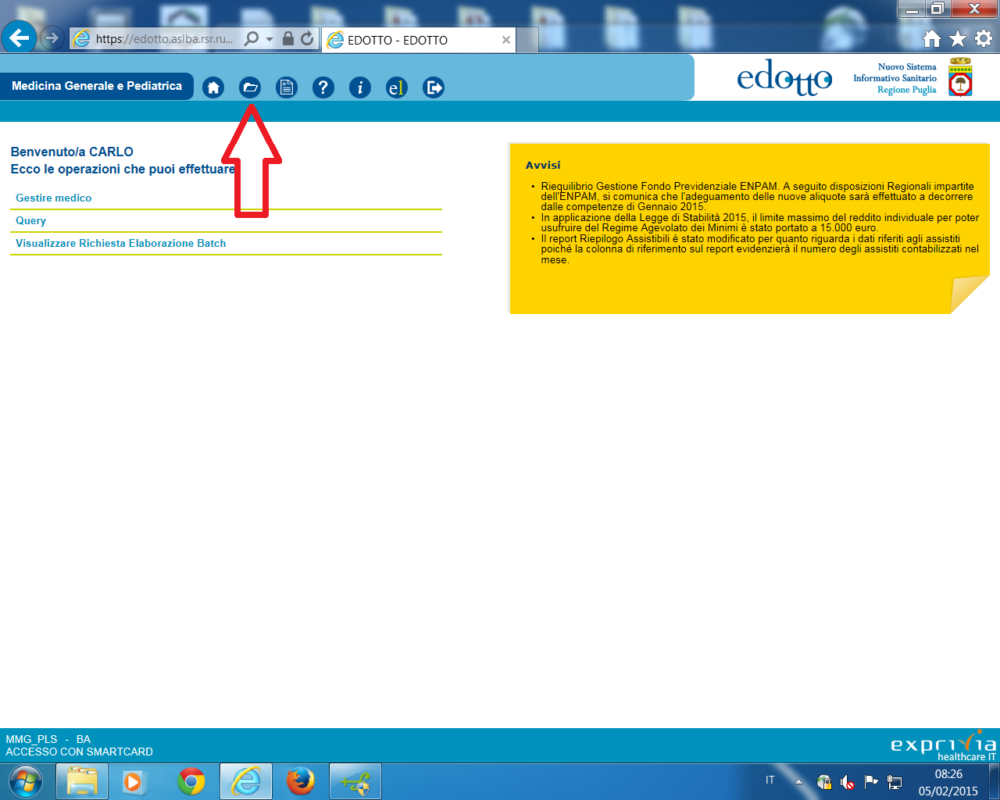 https://edotto.aslba.rsr.ru...
EDOTTO - EDOTTO
Medicina Generale e Pediatrica
?
i
el
edotto
Nuovo Sistema
Informativo Sanitario
Regione Puglia
Benvenuto/a CARLO
Ecco le operazioni che puoi effettuare
Gestire medico
Query
Visualizzare Richiesta Elaborazione Batch
Avvisi
• Riequilibrio Gestione Fondo Previdenziale ENPAM. A seguito disposizioni Regionali impartite
dell'ENPAM, si comunica che l'adeguamento delle nuove aliquote sarà effettuato a decorrere
dalle competenze di Gennaio 2015.
• In applicazione della Legge di Stabilità 2015, il limite massimo del reddito individuale per poter
usufruire del Regime Agevolato dei Minimi è stato portato a 15.000 euro.
• Il report Riepilogo Assistibili è stato modificato per quanto riguarda i dati riferiti agli assistiti
poiché la colonna di riferimento sul report evidenzierà il numero degli assistiti contabilizzati nel
mese.
MMG_PLS - BA
ACCESSO CON SMARTCARD
exprivia
healthcare IT
IT
08:26
05/02/2015